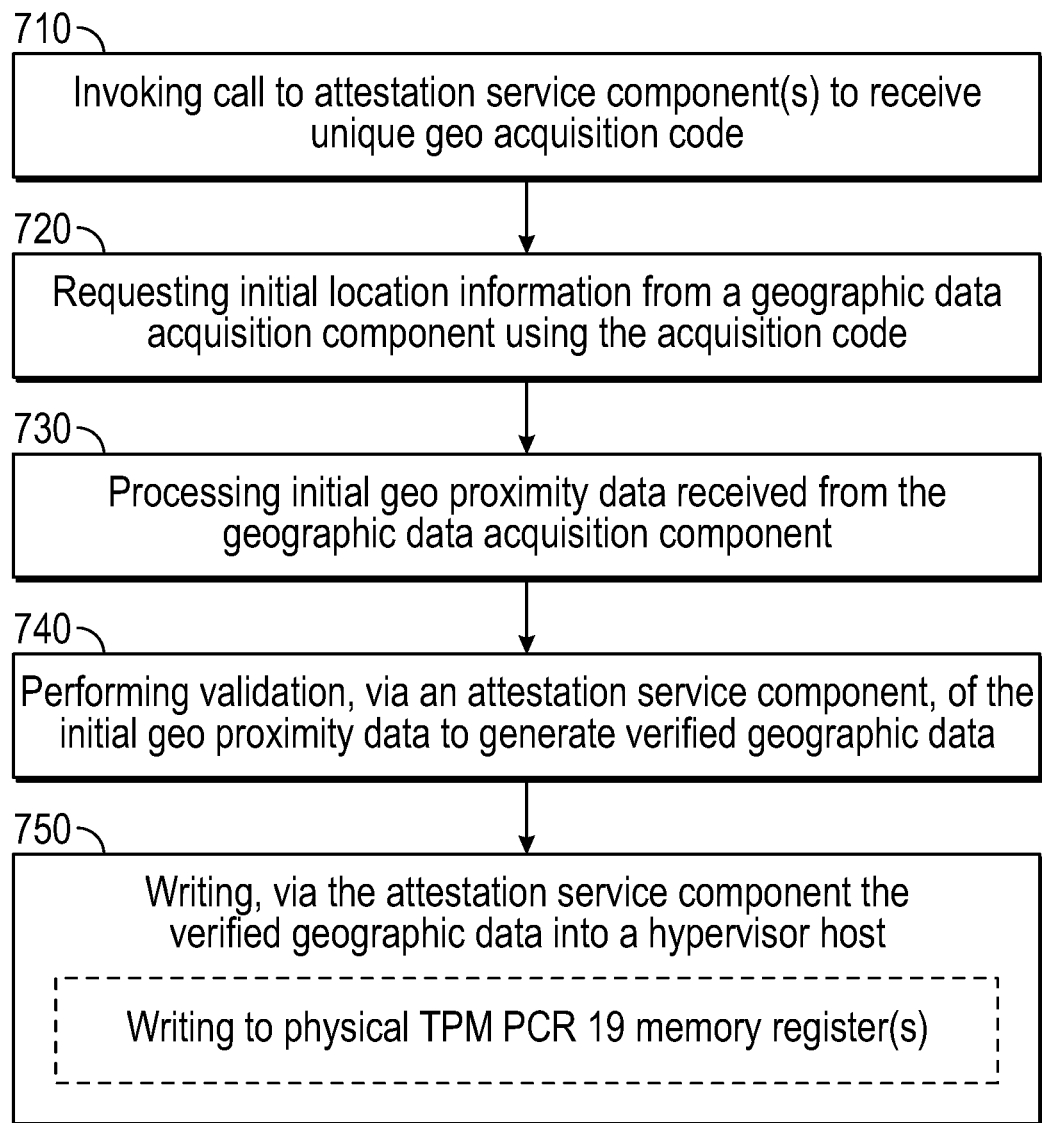 710
Invoking call to attestation service component(s) to receive
unique geo acquisition code
720
Requesting initial location information from a geographic data
acquisition component using the acquisition code
730
Processing initial geo proximity data received from the
geographic data acquisition component
740
Performing validation, via an attestation service component, of the
initial geo proximity data to generate verified geographic data
750
Writing, via the attestation service component the
verified geographic data into a hypervisor host
Writing to physical TPM PCR 19 memory register(s)